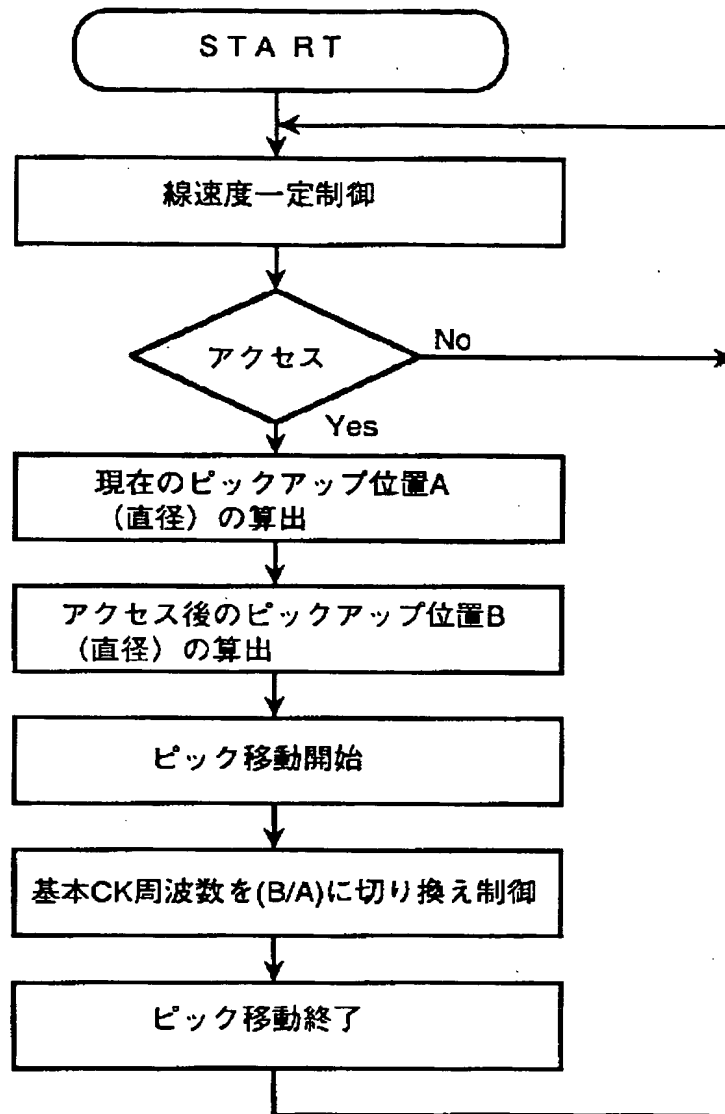 START
線速度一定制御
アクセス
No
Yes
現在のピックアップ位置A
（直径）の算出
アクセス後のピックアップ位置B
（直径）の算出
ピック移動開始
基本CK周波数を(B/A)に切り換え制御
ピック移動終了